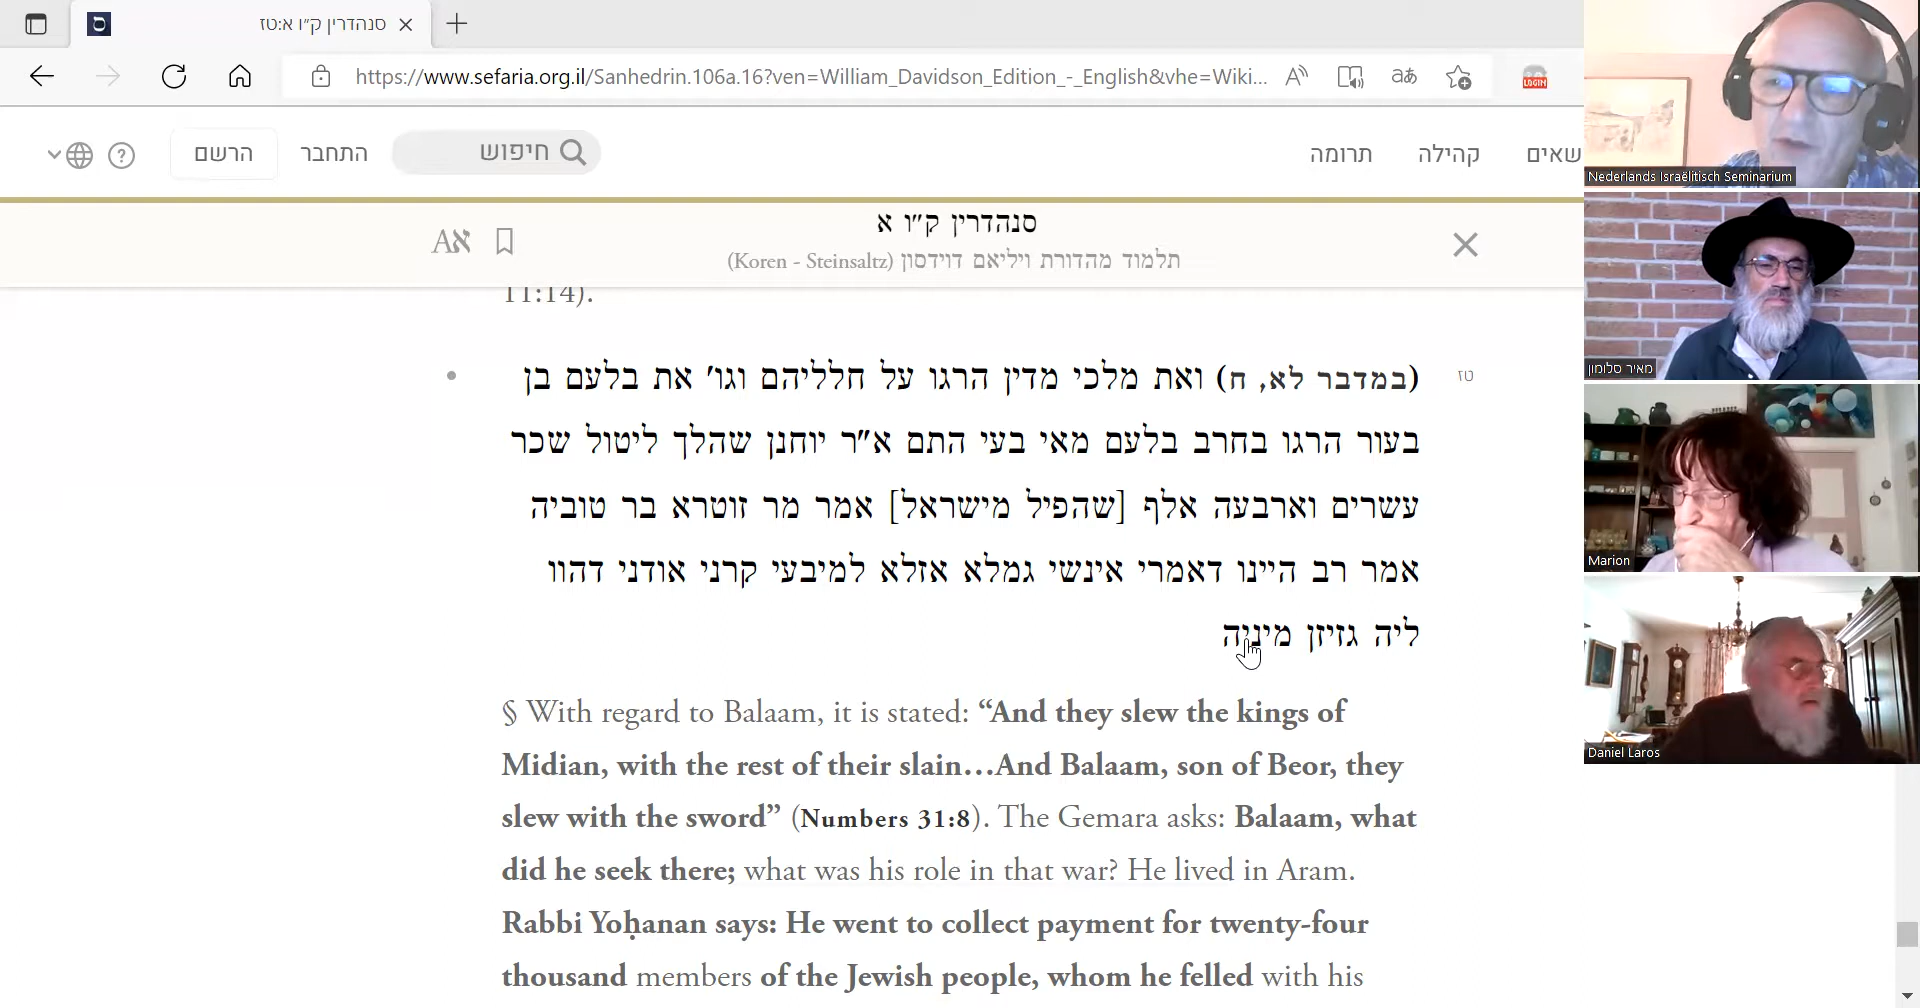 סנהדרין ק״ו א:טז
https://www.sefaria.org.il/Sanhedrin.106a.16?ven=William_Davidson_Edition_-_English&vhe=Wiki...
LOGIN
הרשם
התחבר
חיפוש
תרומה
קהילה
שאים
סנהדרין ק״ו א
תלמוד מהדורת ויליאם דוידסון (Koren - Steinsaltz)
11:14).
טז
(במדבר לא, ח) ואת מלכי מדין הרגו על חלליהם וגו' את בלעם בן
בעור הרגו בחרב בלעם מאי בעי התם א"ר יוחנן שהלך ליטול שכר
עשרים וארבעה אלף [שהפיל מישראל] אמר מר זוטרא בר טוביה
אמר רב היינו דאמרי אינשי גמלא אזלא למיבעי קרני אודני דהוו
ליה גזיזן מיניה
§ With regard to Balaam, it is stated: “And they slew the kings of
Midian, with the rest of their slain…And Balaam, son of Beor, they
slew with the sword” (Numbers 31:8). The Gemara asks: Balaam, what
did he seek there; what was his role in that war? He lived in Aram.
Rabbi Yoḥanan says: He went to collect payment for twenty-four
thousand members of the Jewish people, whom he felled with his
Nederlands Israëlitisch Seminarium
מאיר סלומון
Marion
Daniel Laros